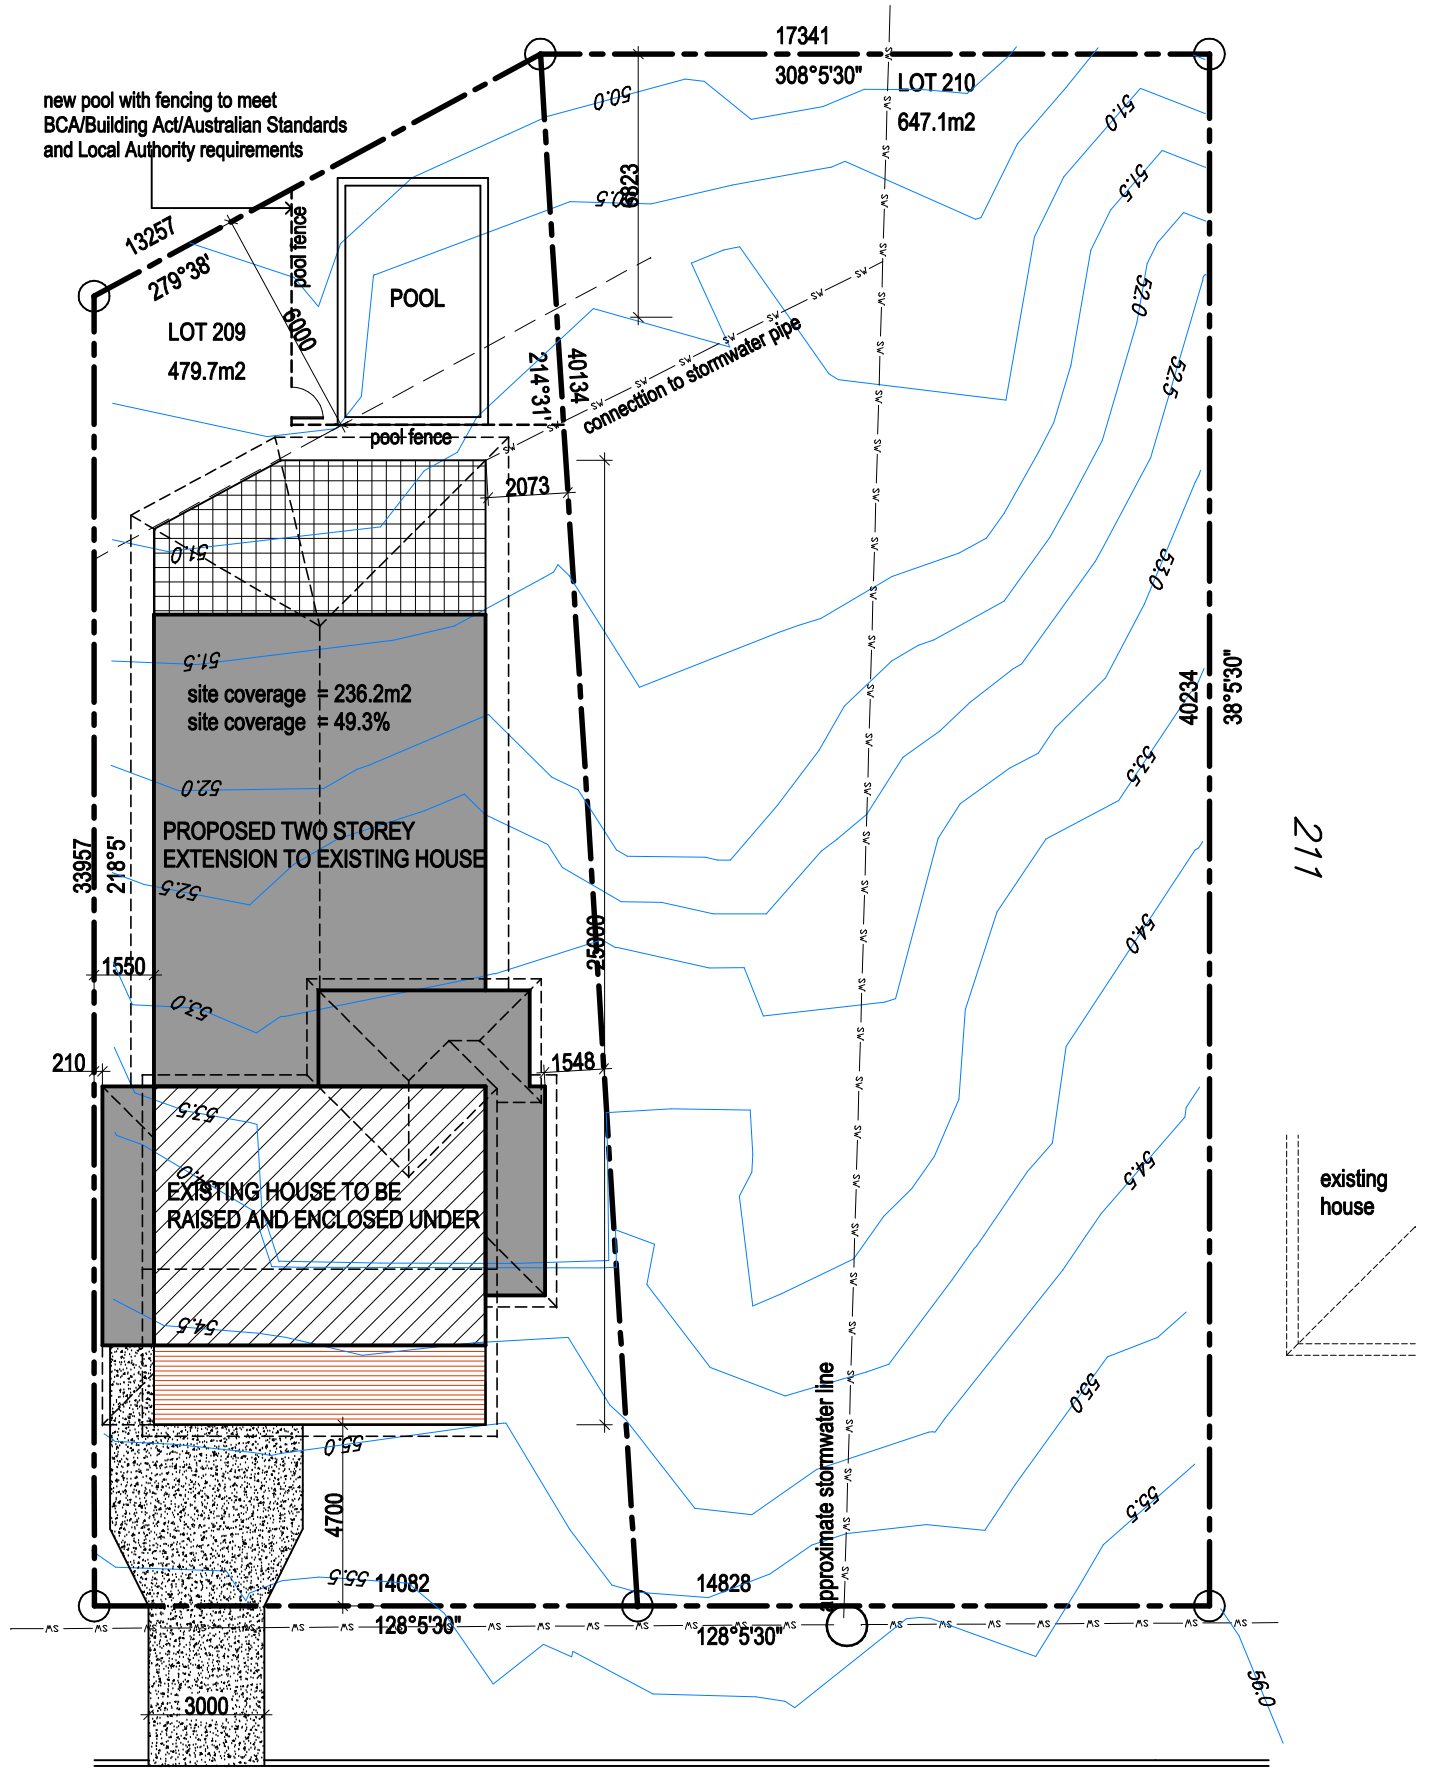 17341
308°5'30"
LOT 210
647.1m2
new pool with fencing to meet
BCA/Building Act/Australian Standards
and Local Authority requirements
50.0
51.0
6823
50.5
51.5
pool fence
13257
279°38'
POOL
6000
LOT 209
479.7m2
52.0
connecttion to stormwater pipe
40134
214°31'
52.5
pool fence
2073
51.0
53.0
51.5
site coverage = 236.2m2
site coverage = 49.3%
40234
38°5'30"
52.0
53.5
PROPOSED TWO STOREY
EXTENSION TO EXISTING HOUSE
33957
218°5'
211
52.5
25000
54.0
1550
53.0
210
1548
53.5
54.0
54.5
EXISTING HOUSE TO BE
RAISED AND ENCLOSED UNDER
existing
house
54.5
55.0
approximate stormwater line
55.0
4700
55.5
55.5
14082
128°5'30"
14828
128°5'30"
3000
56.0
SW